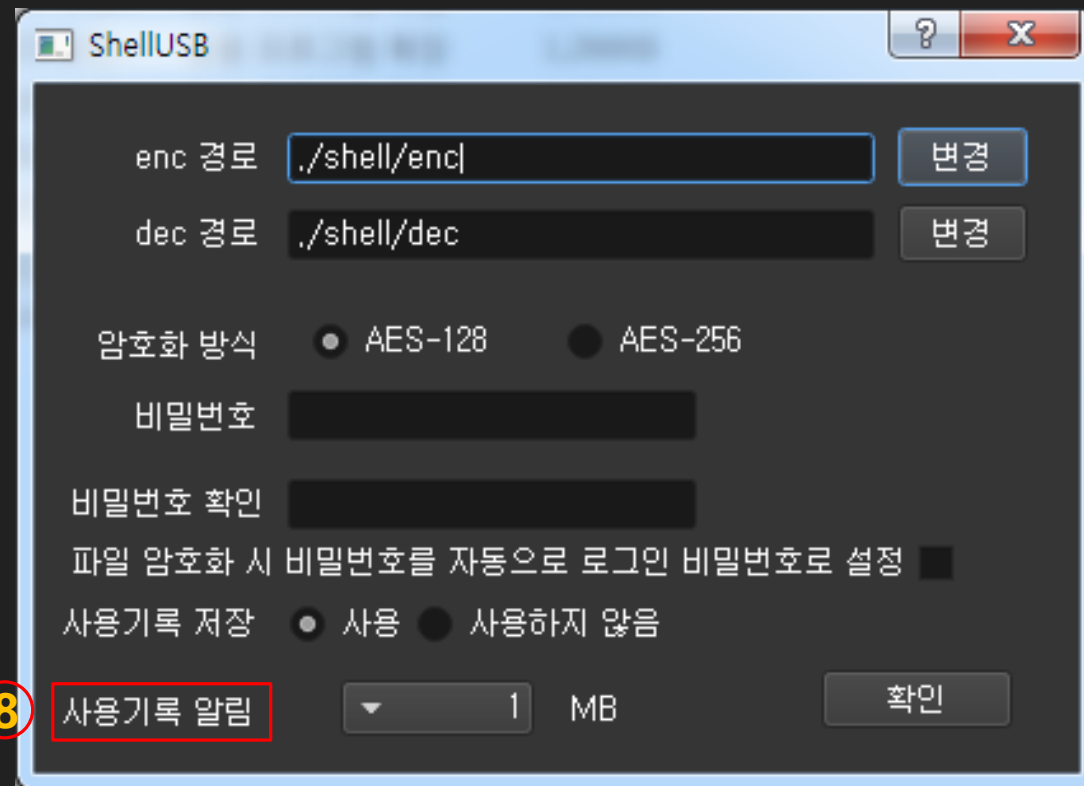 ShellUSB
enc 경로 ./shell/enc 변경
dec 경로 ./shell/dec 변경
암호화 방식 AES-128 AES-256
비밀번호
비밀번호 확인
파일 암호화 시 비밀번호를 자동으로 로그인 비밀번호로 설정
사용기록 저장 사용 사용하지 않음
8 사용기록 알림 1 MB 확인